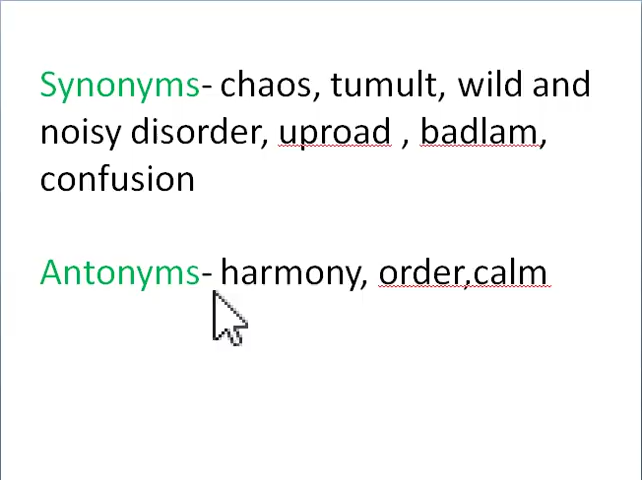 Synonyms- chaos, tumult, wild and
noisy disorder, uproad , badlam,
confusion
Antonyms- harmony, order,calm